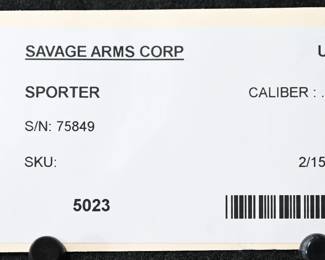 SAVAGE ARMS CORP U
SPORTER CALIBER : .
S/N: 75849
SKU: 2/15
5023